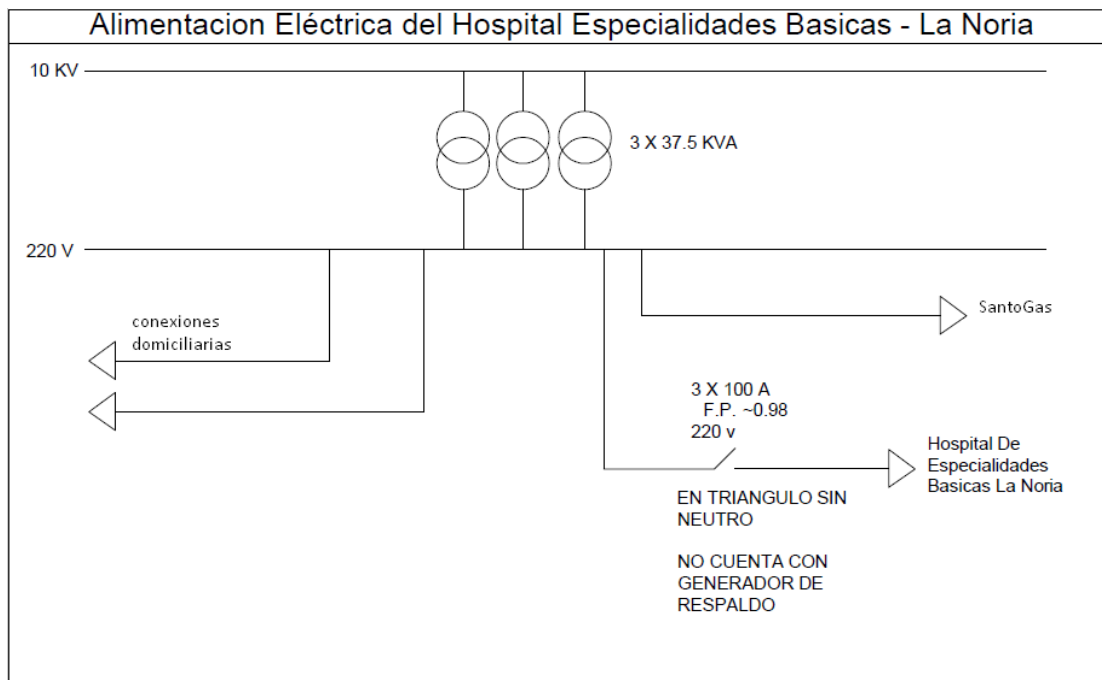 Alimentacion Eléctrica del Hospital Especialidades Basicas - La Noria
10 KV
3 X 37.5 KVA
220 V
SantoGas
conexiones
domiciliarias
3 X 100 A
F.P. ~0.98
220 v
Hospital De
Especialidades
Basicas La Noria
EN TRIANGULO SIN
NEUTRO
NO CUENTA CON
GENERADOR DE
RESPALDO